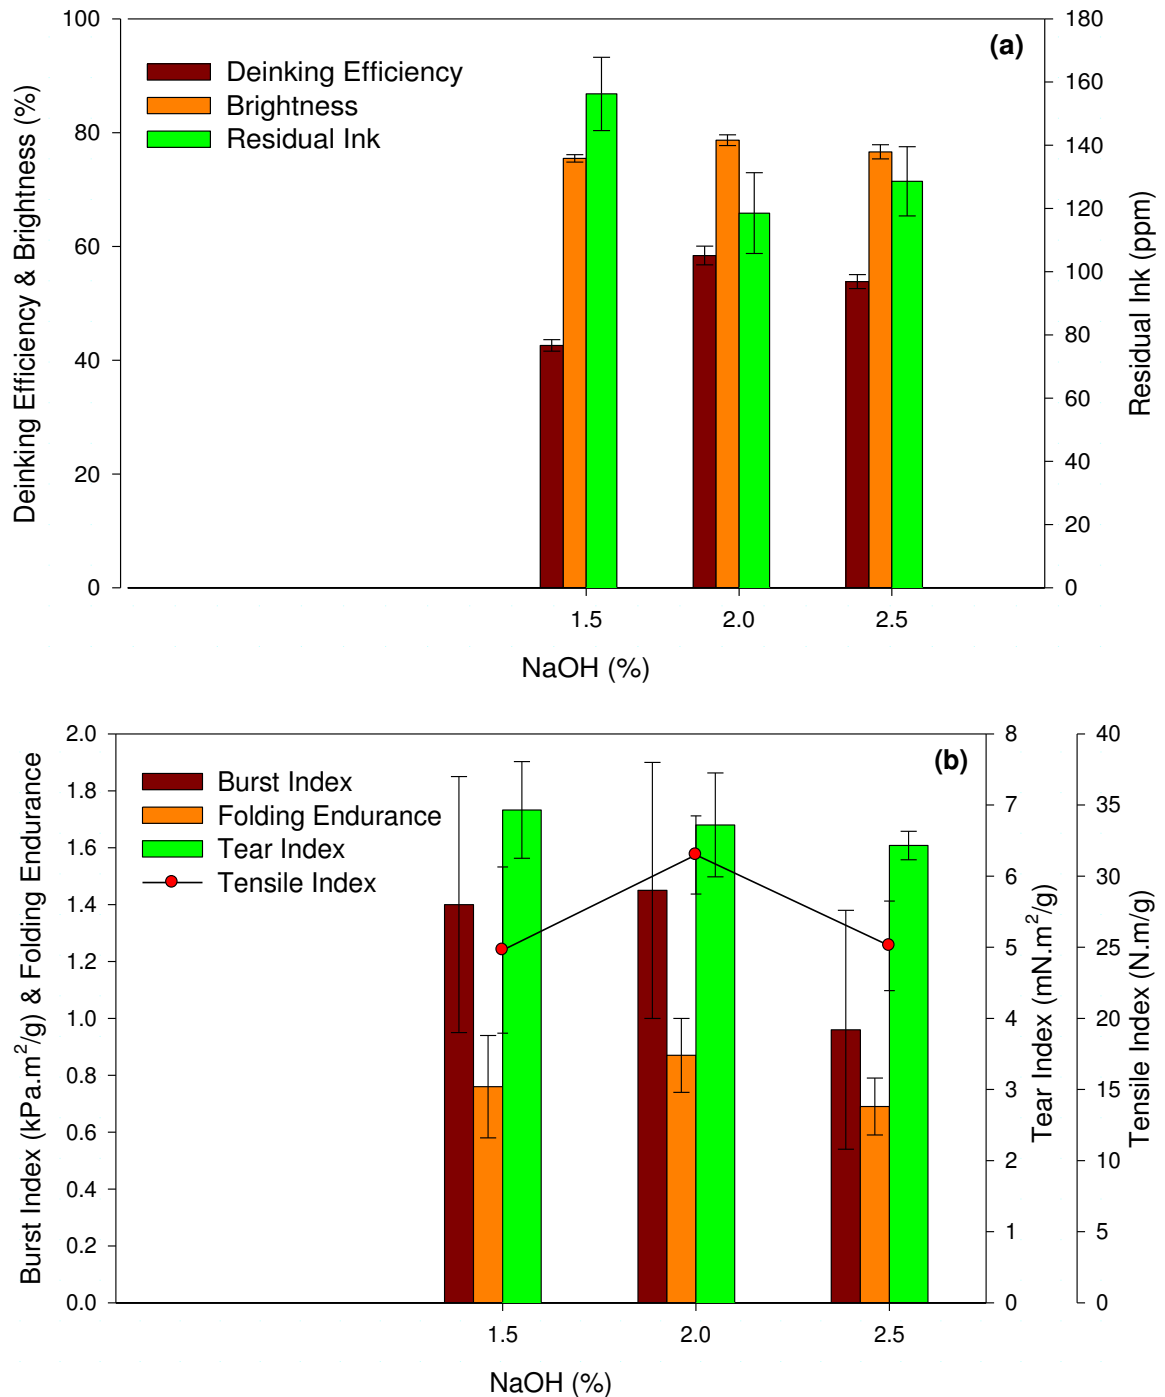 (a)
Deinking Efficiency
Brightness
Residual Ink
Deinking Efficiency & Brightness (%)
100
80
60
40
20
0
Residual Ink (ppm)
180
160
140
120
100
80
60
40
20
0
1.5 2.0 2.5
NaOH (%)
(b)
Burst Index
Folding Endurance
Tear Index
Tensile Index
Burst Index (kPa.m²/g) & Folding Endurance
2.0
1.8
1.6
1.4
1.2
1.0
0.8
0.6
0.4
0.2
0.0
Tear Index (mN.m²/g)
8
7
6
5
4
3
2
1
0
Tensile Index (N.m/g)
40
35
30
25
20
15
10
5
0
1.5 2.0 2.5
NaOH (%)